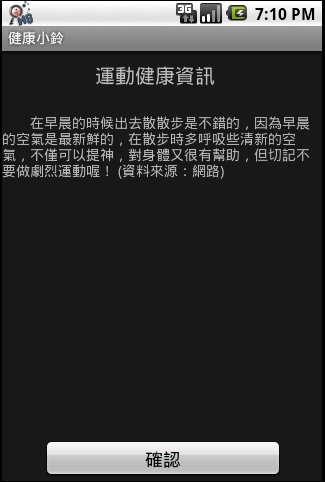 3G 7:10 PM
健康小鈴
運動健康資訊
在早晨的時候出去散散步是不錯的，因為早晨
的空氣是最新鮮的，在散步時多呼吸些清新的空
氣，不僅可以提神，對身體又很有幫助，但切記不
要做劇烈運動喔！ (資料來源：網路)
確認